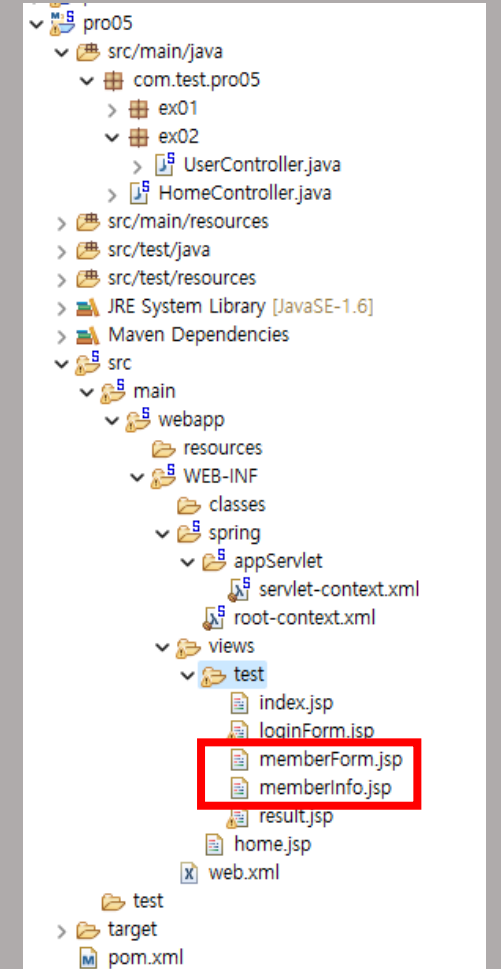 pro05
src/main/java
com.test.pro05
ex01
ex02
UserController.java
HomeController.java
src/main/resources
src/test/java
src/test/resources
JRE System Library [JavaSE-1.6]
Maven Dependencies
src
main
webapp
resources
WEB-INF
classes
spring
appServlet
servlet-context.xml
root-context.xml
views
test
index.jsp
loginForm.jsp
memberForm.jsp
memberInfo.jsp
result.jsp
home.jsp
web.xml
test
target
pom.xml